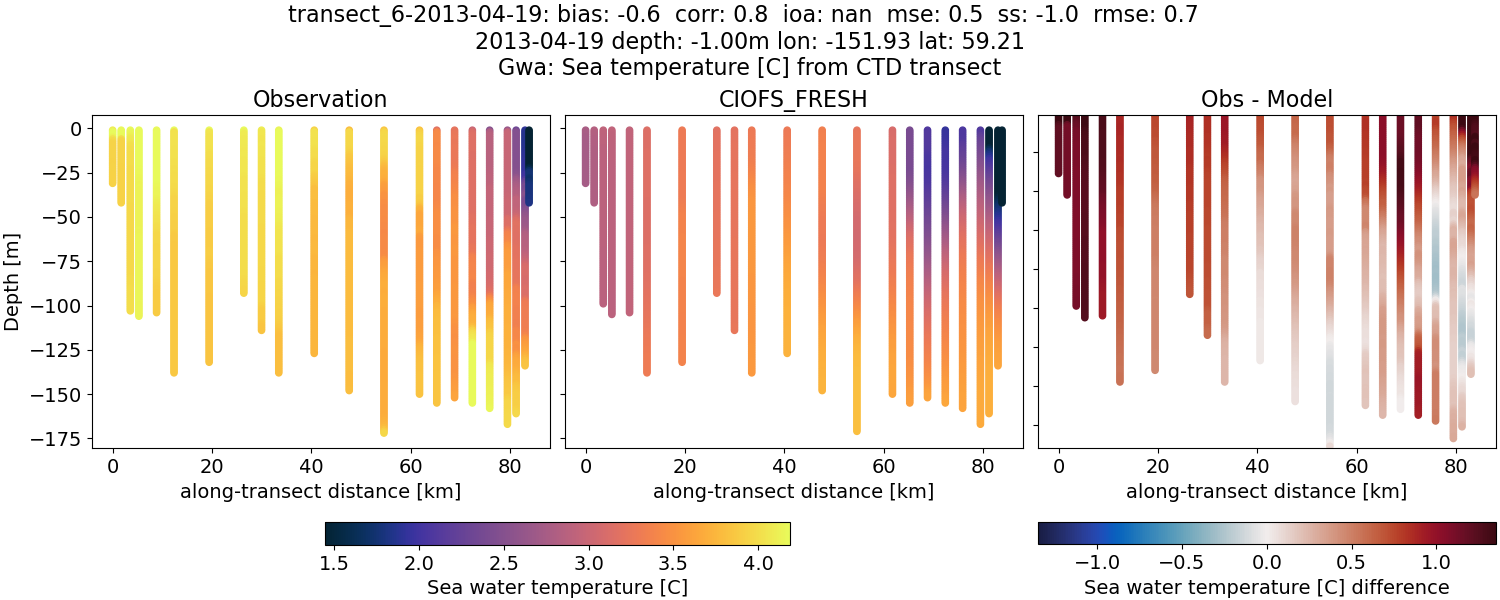 transect_6-2013-04-19: bias: -0.6  corr: 0.8  ioa: nan  mse: 0.5  ss: -1.0  rmse: 0.7
2013-04-19 depth: -1.00m lon: -151.93 lat: 59.21
Gwa: Sea temperature [C] from CTD transect
Observation
CIOFS_FRESH
Obs - Model
Depth [m]
0
−25
−50
−75
−100
−125
−150
−175
0 20 40 60 80
0 20 40 60 80
0 20 40 60 80
along-transect distance [km]
along-transect distance [km]
along-transect distance [km]
1.5 2.0 2.5 3.0 3.5 4.0
Sea water temperature [C]
−1.0 −0.5 0.0 0.5 1.0
Sea water temperature [C] difference